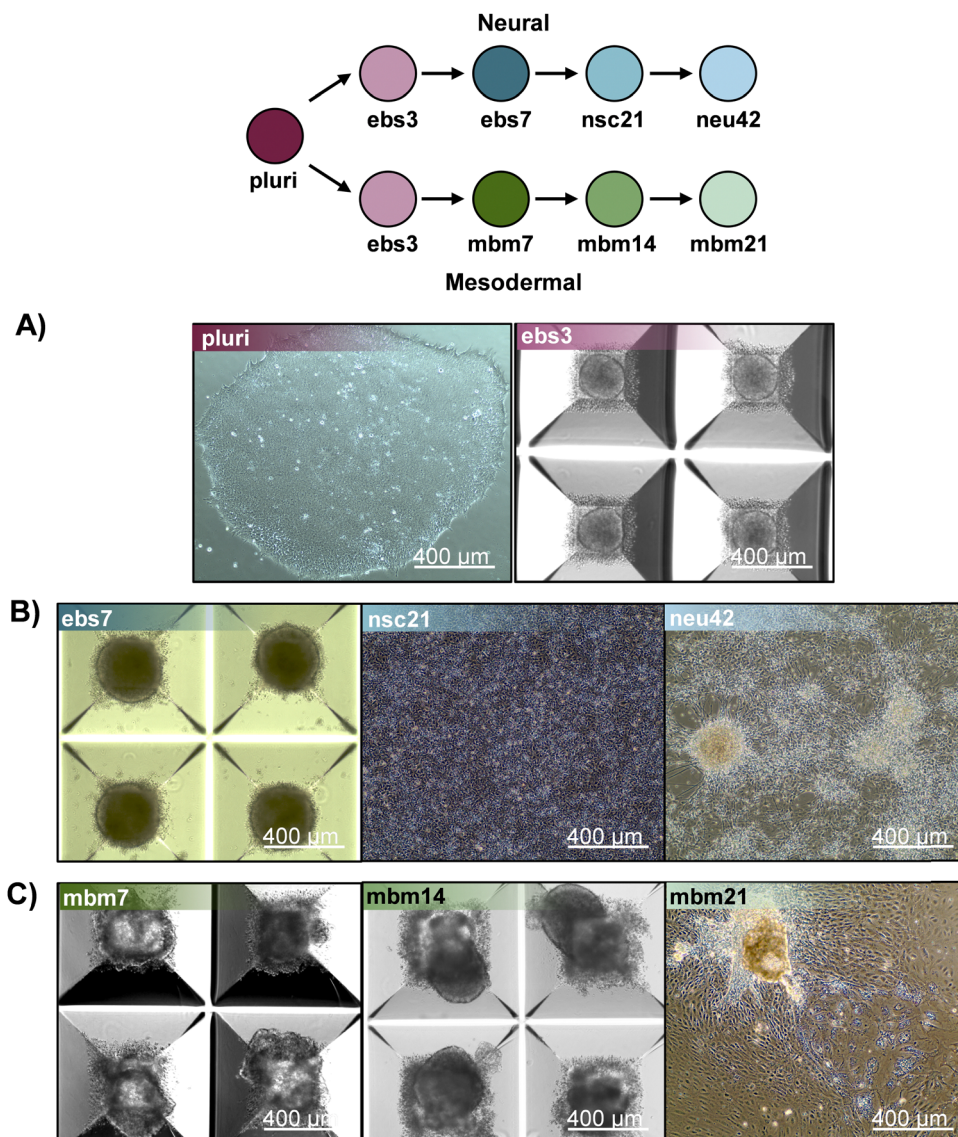 Neural
ebs3 ebs7 nsc21 neu42
pluri
ebs3 mbm7 mbm14 mbm21
Mesodermal
A)
pluri ebs3
400 µm 400 µm
B)
ebs7 nsc21 neu42
400 µm 400 µm 400 µm
C)
mbm7 mbm14 mbm21
400 µm 400 µm 400 µm